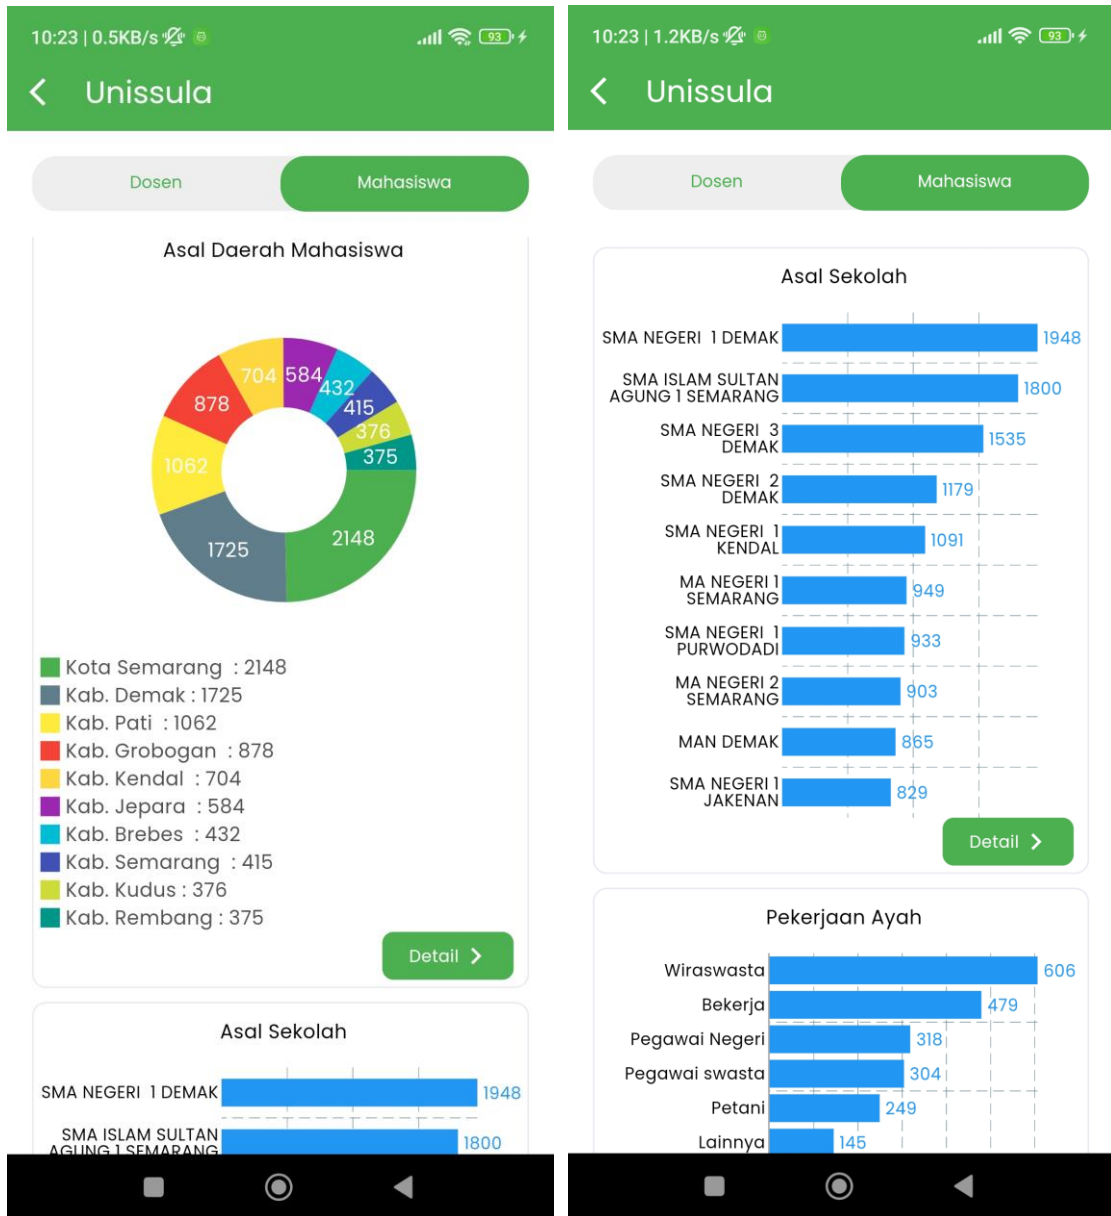 10:23 | 0.5KB/s
93
Unissula
Dosen
Mahasiswa
Asal Daerah Mahasiswa
704
584
432
415
376
375
878
1062
1725
2148
Kota Semarang : 2148
Kab. Demak : 1725
Kab. Pati : 1062
Kab. Grobogan : 878
Kab. Kendal : 704
Kab. Jepara : 584
Kab. Brebes : 432
Kab. Semarang : 415
Kab. Kudus : 376
Kab. Rembang : 375
Detail
Asal Sekolah
SMA NEGERI 1 DEMAK 1948
SMA ISLAM SULTAN
AGUNG 1 SEMARANG 1800
10:23 | 1.2KB/s
93
Unissula
Dosen
Mahasiswa
Asal Sekolah
SMA NEGERI 1 DEMAK 1948
SMA ISLAM SULTAN
AGUNG 1 SEMARANG 1800
SMA NEGERI 3
DEMAK 1535
SMA NEGERI 2
DEMAK 1179
SMA NEGERI 1
KENDAL 1091
MA NEGERI 1
SEMARANG 949
SMA NEGERI 1
PURWODADI 933
MA NEGERI 2
SEMARANG 903
MAN DEMAK 865
SMA NEGERI 1
JAKENAN 829
Detail
Pekerjaan Ayah
Wiraswasta 606
Bekerja 479
Pegawai Negeri 318
Pegawai swasta 304
Petani 249
Lainnya 145